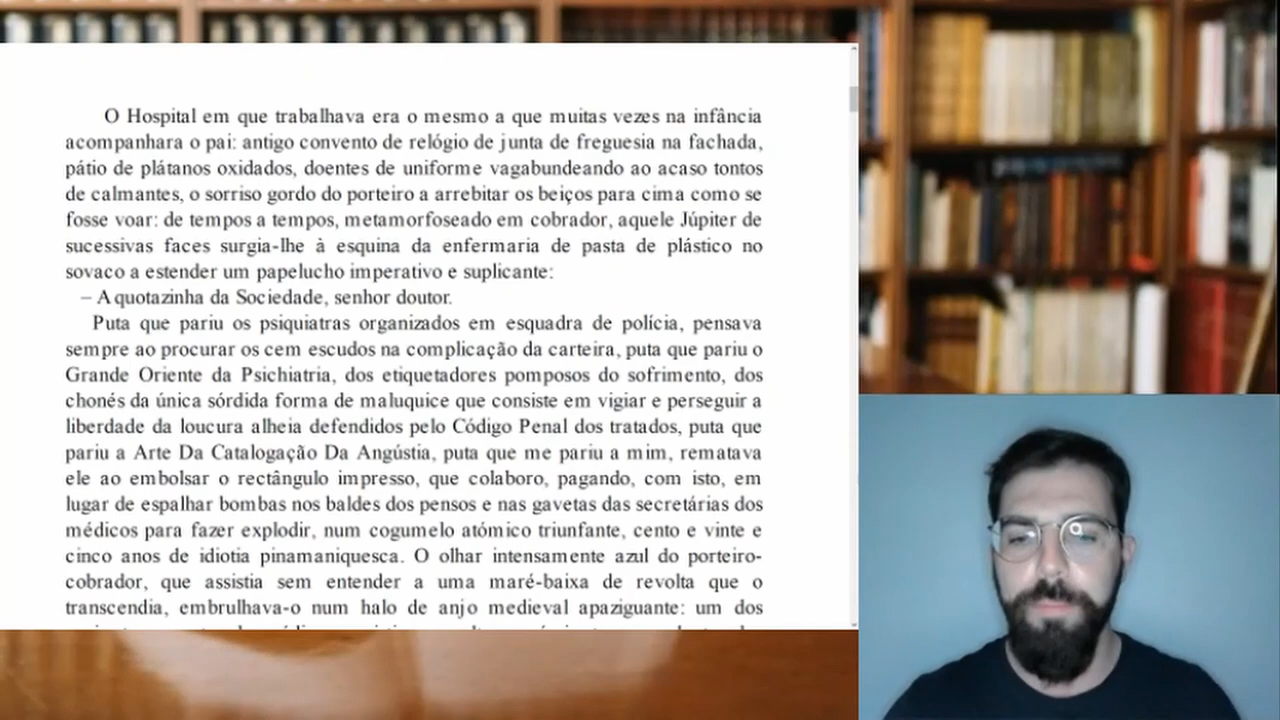 O Hospital em que trabalhava era o mesmo a que muitas vezes na infância
acompanhara o pai: antigo convento de relógio de junta de freguesia na fachada,
pátio de plátanos oxidados, doentes de uniforme vagabundeando ao acaso tontos
de calmantes, o sorriso gordo do porteiro a arrebitar os beiços para cima como se
fosse voar: de tempos a tempos, metamorfoseado em cobrador, aquele Júpiter de
sucessivas faces surgia-lhe à esquina da enfermaria de pasta de plástico no
sovaco a estender um papelucho imperativo e suplicante:
– A quotazinha da Sociedade, senhor doutor.
Puta que pariu os psiquiatras organizados em esquadra de polícia, pensava
sempre ao procurar os cem escudos na complicação da carteira, puta que pariu o
Grande Oriente da Psichiatria, dos etiquetadores pomposos do sofrimento, dos
chonés da única sórdida forma de maluquice que consiste em vigiar e perseguir a
liberdade da loucura alheia defendidos pelo Código Penal dos tratados, puta que
pariu a Arte Da Catalogação Da Angústia, puta que me pariu a mim, rematava
ele ao embolsar o rectângulo impresso, que colaboro, pagando, com isto, em
lugar de espalhar bombas nos baldes dos pensos e nas gavetas das secretárias dos
médicos para fazer explodir, num cogumelo atómico triunfante, cento e vinte e
cinco anos de idiotia pinamaniquesca. O olhar intensamente azul do porteiro-
cobrador, que assistia sem entender a uma maré-baixa de revolta que o
transcendia, embrulhava-o num halo de anjo medieval apaziguante: um dos